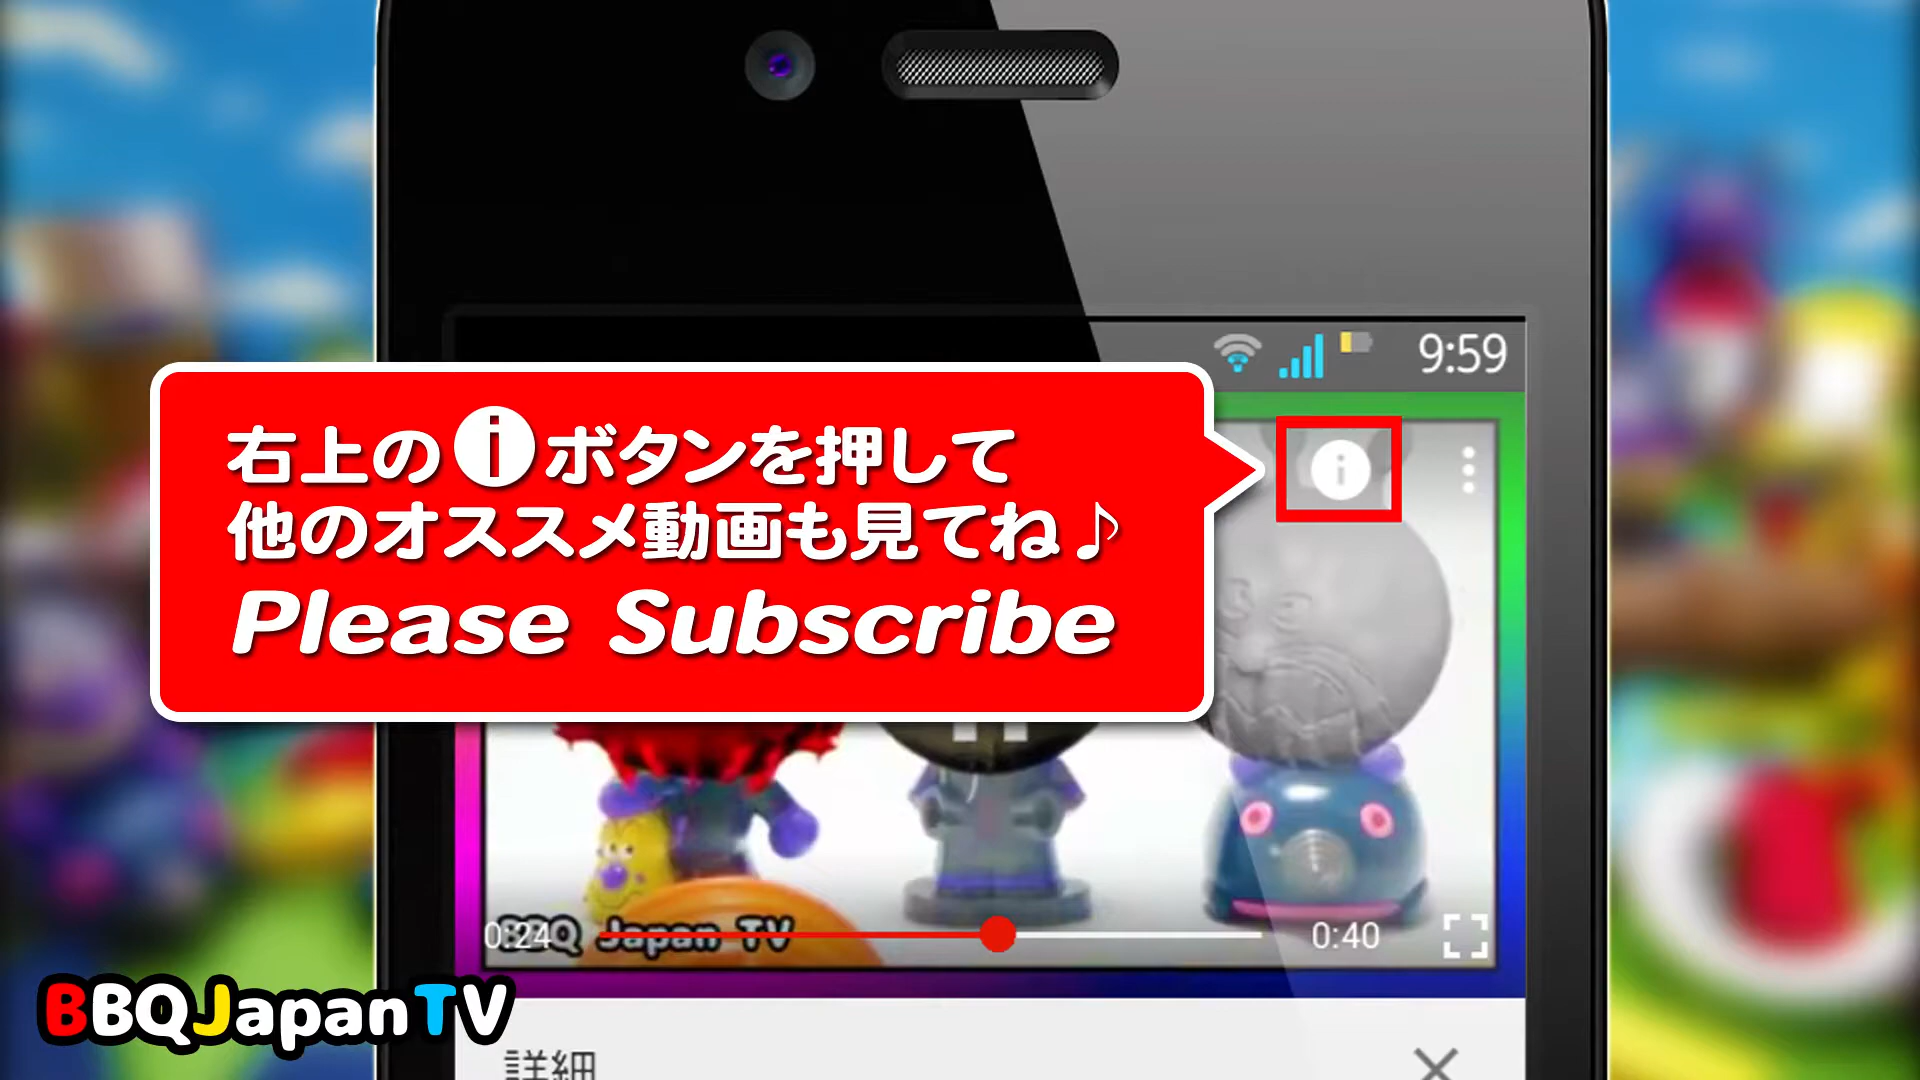 9:59
右上のⓘボタンを押して
他のオススメ動画も見てね♪
Please Subscribe
0:24
BBQ Japan TV
0:40
BBQJapanTV
詳細